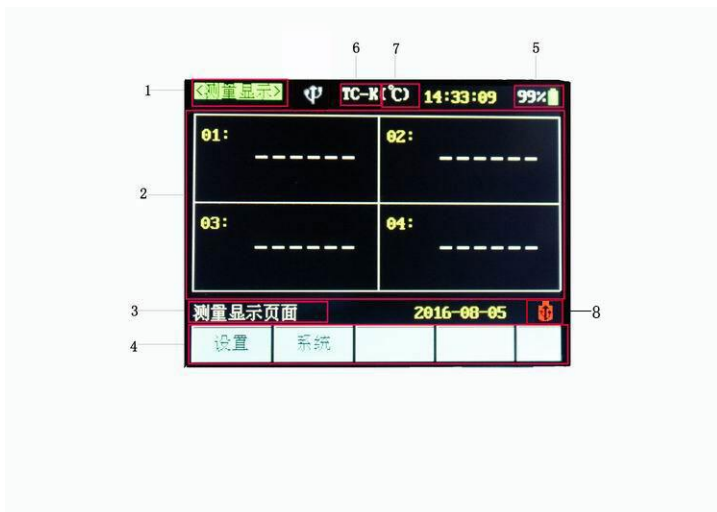 6 7 5
1 <测量显示> TC-K(℃) 14:33:09 99%
01: ------ 02: ------
2
03: ------ 04: ------
3 测量显示页面 2016-08-05 8
4 设置 系统